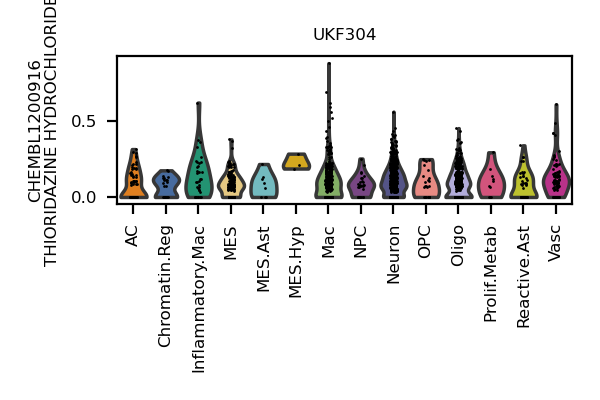 UKF304
CHEMBL1200916
THIORIDAZINE HYDROCHLORIDE
0.5
0.0
AC
Chromatin.Reg
Inflammatory.Mac
MES
MES.Ast
MES.Hyp
Mac
NPC
Neuron
OPC
Oligo
Prolif.Metab
Reactive.Ast
Vasc